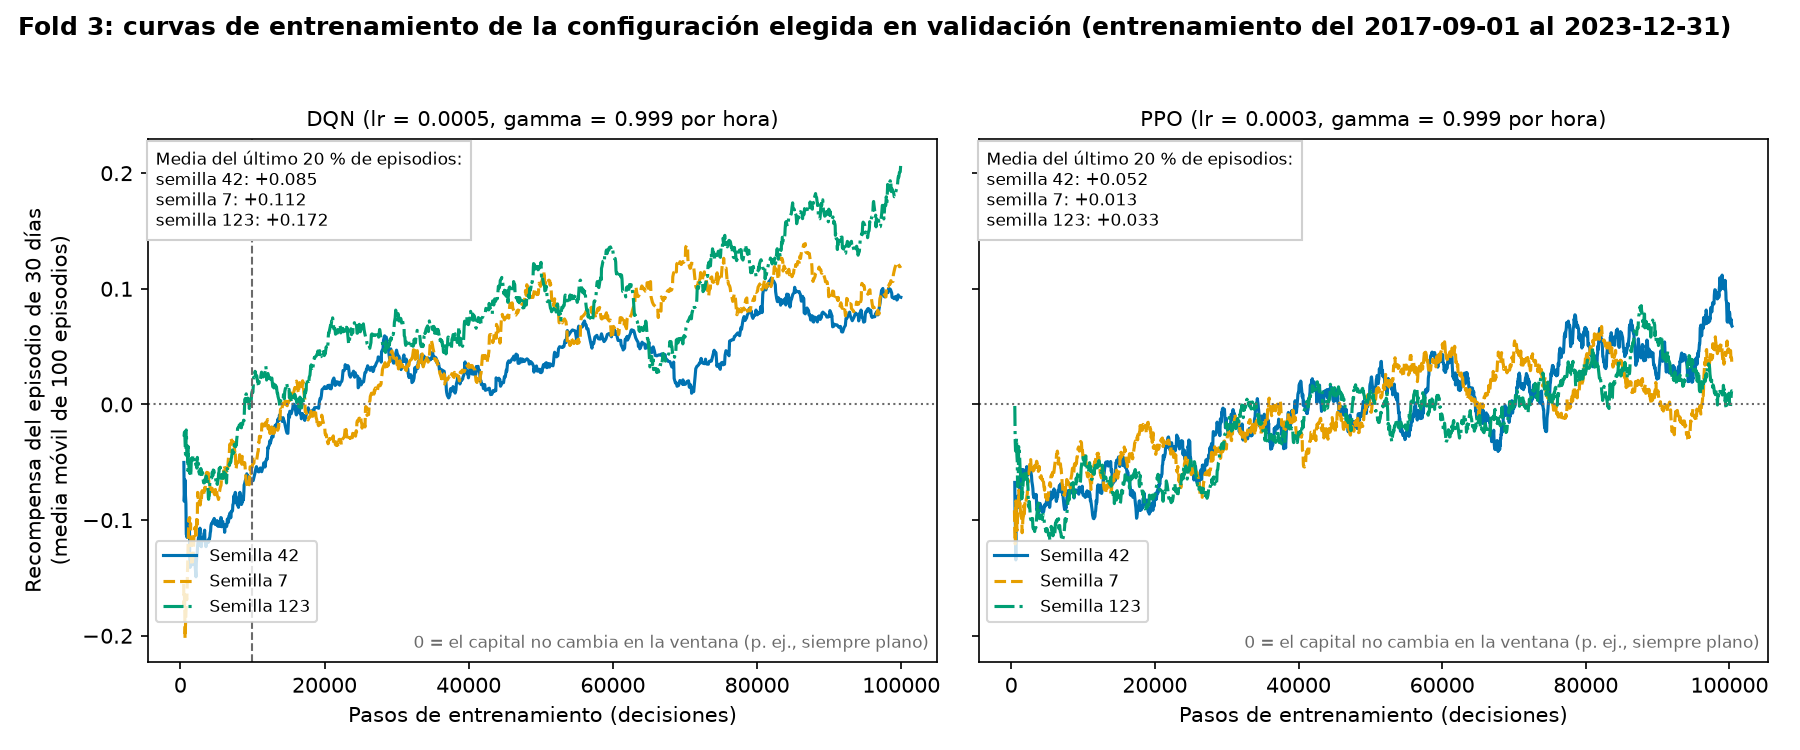 Fold 3: curvas de entrenamiento de la configuración elegida en validación (entrenamiento del 2017-09-01 al 2023-12-31)
DQN (lr = 0.0005, gamma = 0.999 por hora)
Recompensa del episodio de 30 días
(media móvil de 100 episodios)
0.2
0.1
0.0
−0.1
−0.2
Media del último 20 % de episodios:
semilla 42: +0.085
semilla 7: +0.112
semilla 123: +0.172
Semilla 42
Semilla 7
Semilla 123
0 = el capital no cambia en la ventana (p. ej., siempre plano)
0
20000
40000
60000
80000
100000
Pasos de entrenamiento (decisiones)
PPO (lr = 0.0003, gamma = 0.999 por hora)
Media del último 20 % de episodios:
semilla 42: +0.052
semilla 7: +0.013
semilla 123: +0.033
Semilla 42
Semilla 7
Semilla 123
0 = el capital no cambia en la ventana (p. ej., siempre plano)
0
20000
40000
60000
80000
100000
Pasos de entrenamiento (decisiones)